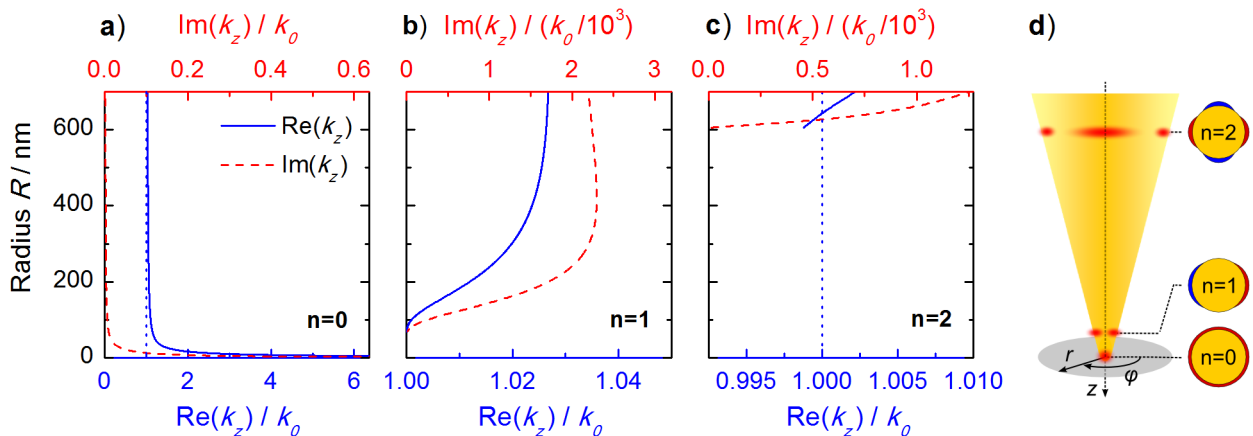 a)
Im(k_z) / k_0
0.0 0.2 0.4 0.6
600
400
200
0
Radius R / nm
Re(k_z)
Im(k_z)
n=0
0 2 4 6
Re(k_z) / k_0
b)
Im(k_z) / (k_0/10^3)
0 1 2 3
n=1
1.00 1.02 1.04
Re(k_z) / k_0
c)
Im(k_z) / (k_0/10^3)
0.0 0.5 1.0
n=2
0.995 1.000 1.005 1.010
Re(k_z) / k_0
d)
n=2
n=1
n=0
r
φ
z